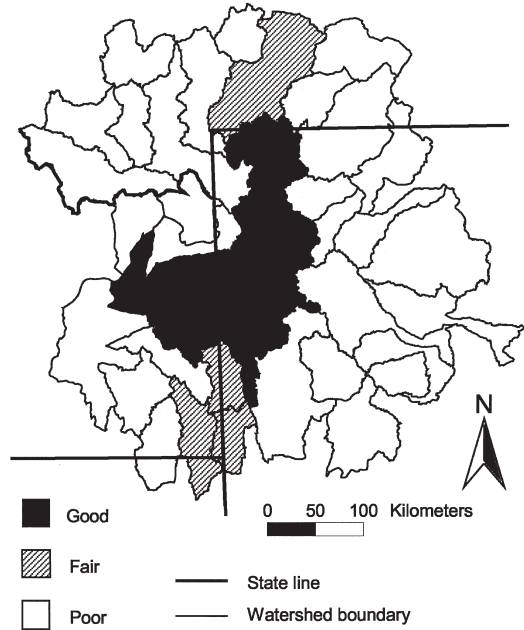 N
0 50 100 Kilometers
Good
Fair
Poor
State line
Watershed boundary